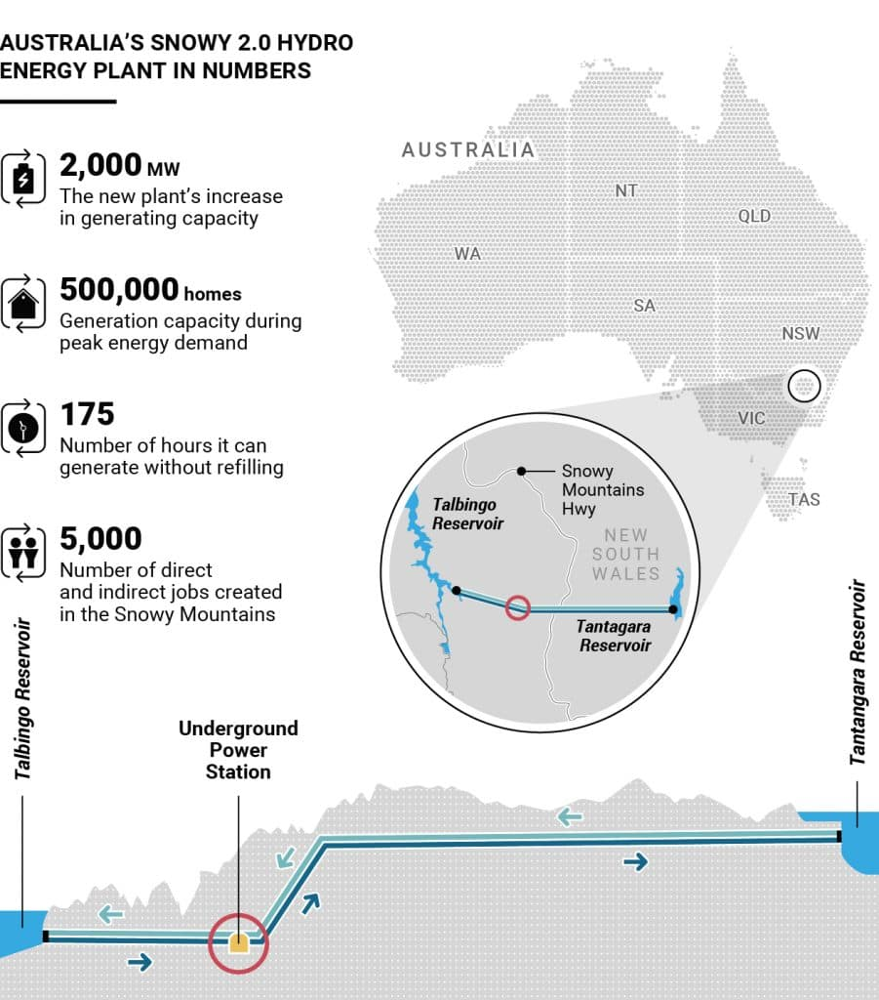 AUSTRALIA'S SNOWY 2.0 HYDRO
ENERGY PLANT IN NUMBERS
2,000 MW
The new plant's increase
in generating capacity
500,000 homes
Generation capacity during
peak energy demand
175
Number of hours it can
generate without refilling
5,000
Number of direct
and indirect jobs created
in the Snowy Mountains
AUSTRALIA
NT
QLD
WA
SA
NSW
VIC
TAS
Snowy
Mountains
Hwy
Talbingo
Reservoir
NEW
SOUTH
WALES
Tantagara
Reservoir
Talbingo Reservoir
Underground
Power
Station
Tantangara Reservoir